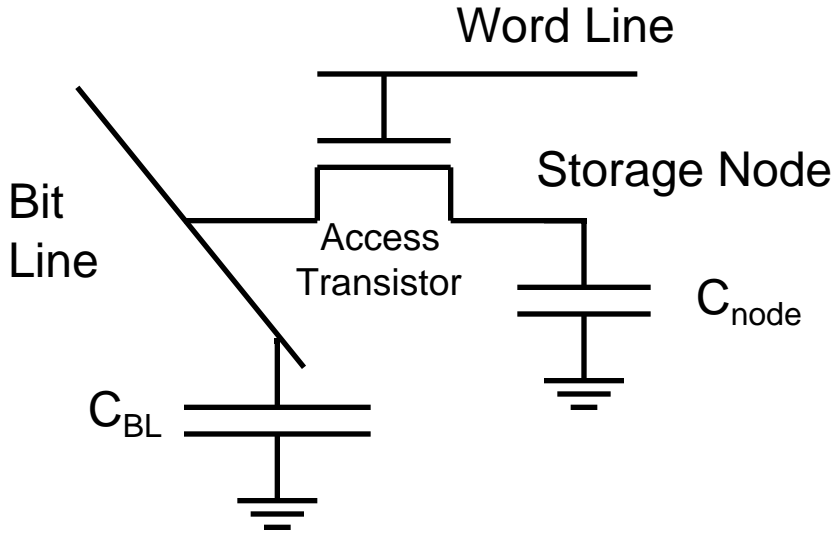 Word Line
Storage Node
Bit
Line
Access
Transistor
C_node
C_BL